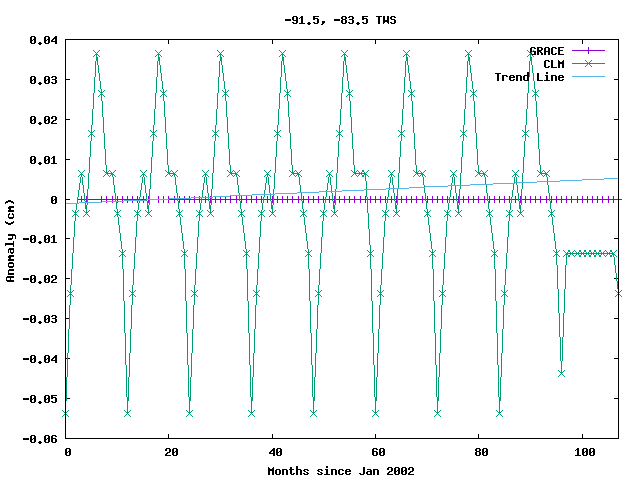 -91.5, -83.5 TWS
0.04
0.03
0.02
0.01
0
-0.01
-0.02
-0.03
-0.04
-0.05
-0.06
Anomaly (cm)
GRACE
CLM
Trend Line
0 20 40 60 80 100
Months since Jan 2002